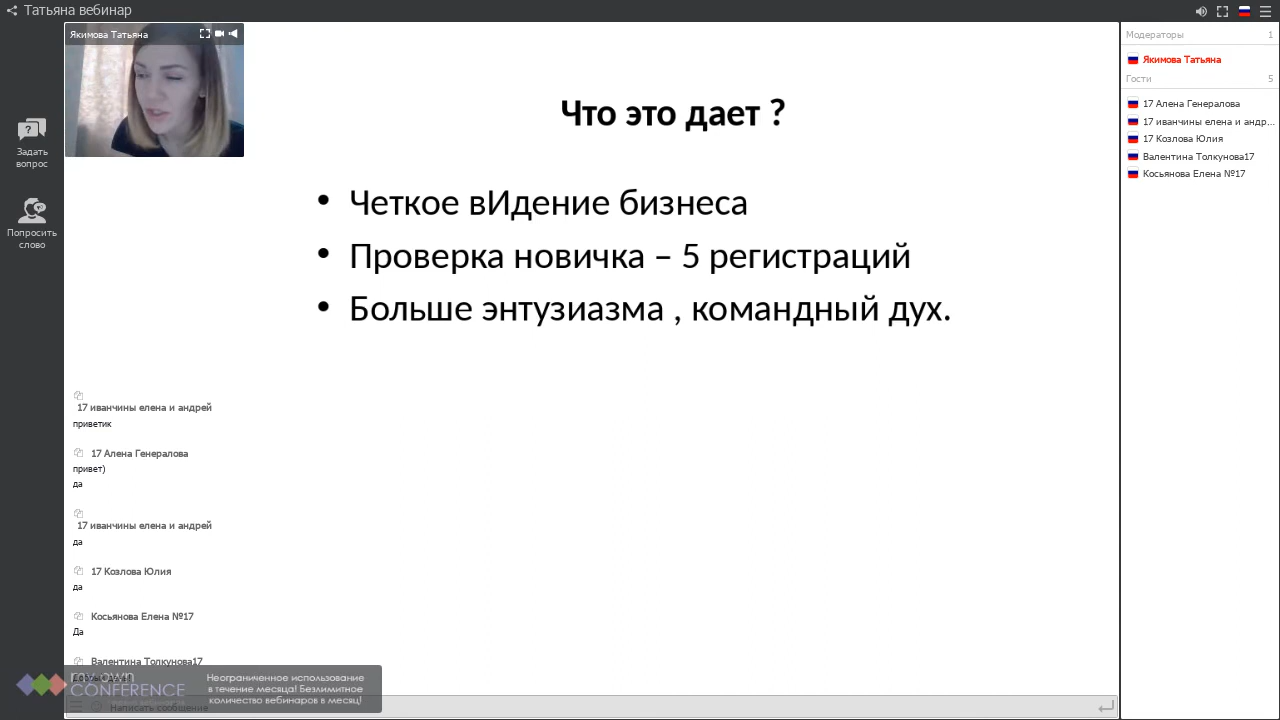 Татьяна вебинар
Якимова Татьяна
Задать
вопрос
Попросить
слово
Что это дает ?
• Четкое вИдение бизнеса
• Проверка новичка – 5 регистраций
• Больше энтузиазма , командный дух.
17 иванчины елена и андрей
приветик
17 Алена Генералова
привет)
да
17 иванчины елена и андрей
да
17 Козлова Юлия
да
Косьянова Елена №17
Да
Валентина Толкунова17
CONFERENCE
Неограниченное использование
в течение месяца! Безлимитное
количество вебинаров в месяц!
Написать сообщение
Модераторы 1
Якимова Татьяна
Гости 5
17 Алена Генералова
17 иванчины елена и андр...
17 Козлова Юлия
Валентина Толкунова17
Косьянова Елена №17